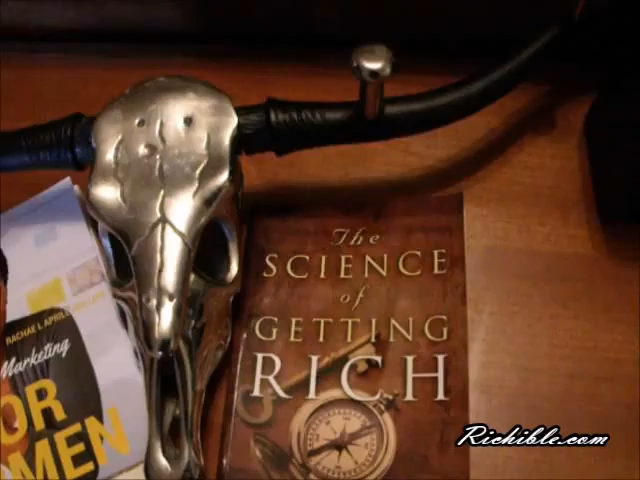 The
SCIENCE
of
GETTING
RICH
RACHAE L APRIL
Marketing
OR
MEN
Richible.com